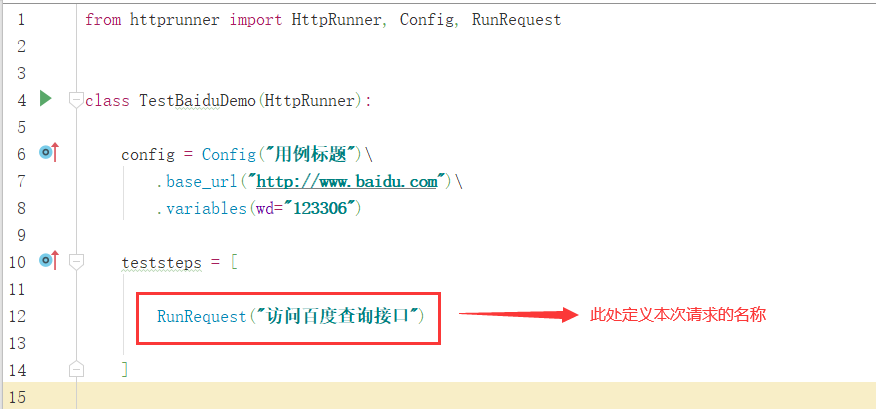 1 from httprunner import HttpRunner, Config, RunRequest
2
3
4 class TestBaiduDemo(HttpRunner):
5
6 config = Config("用例标题")\
7 .base_url("http://www.baidu.com")\
8 .variables(wd="123306")
9
10 teststeps = [
11
12 RunRequest("访问百度查询接口") 此处定义本次请求的名称
13
14 ]
15